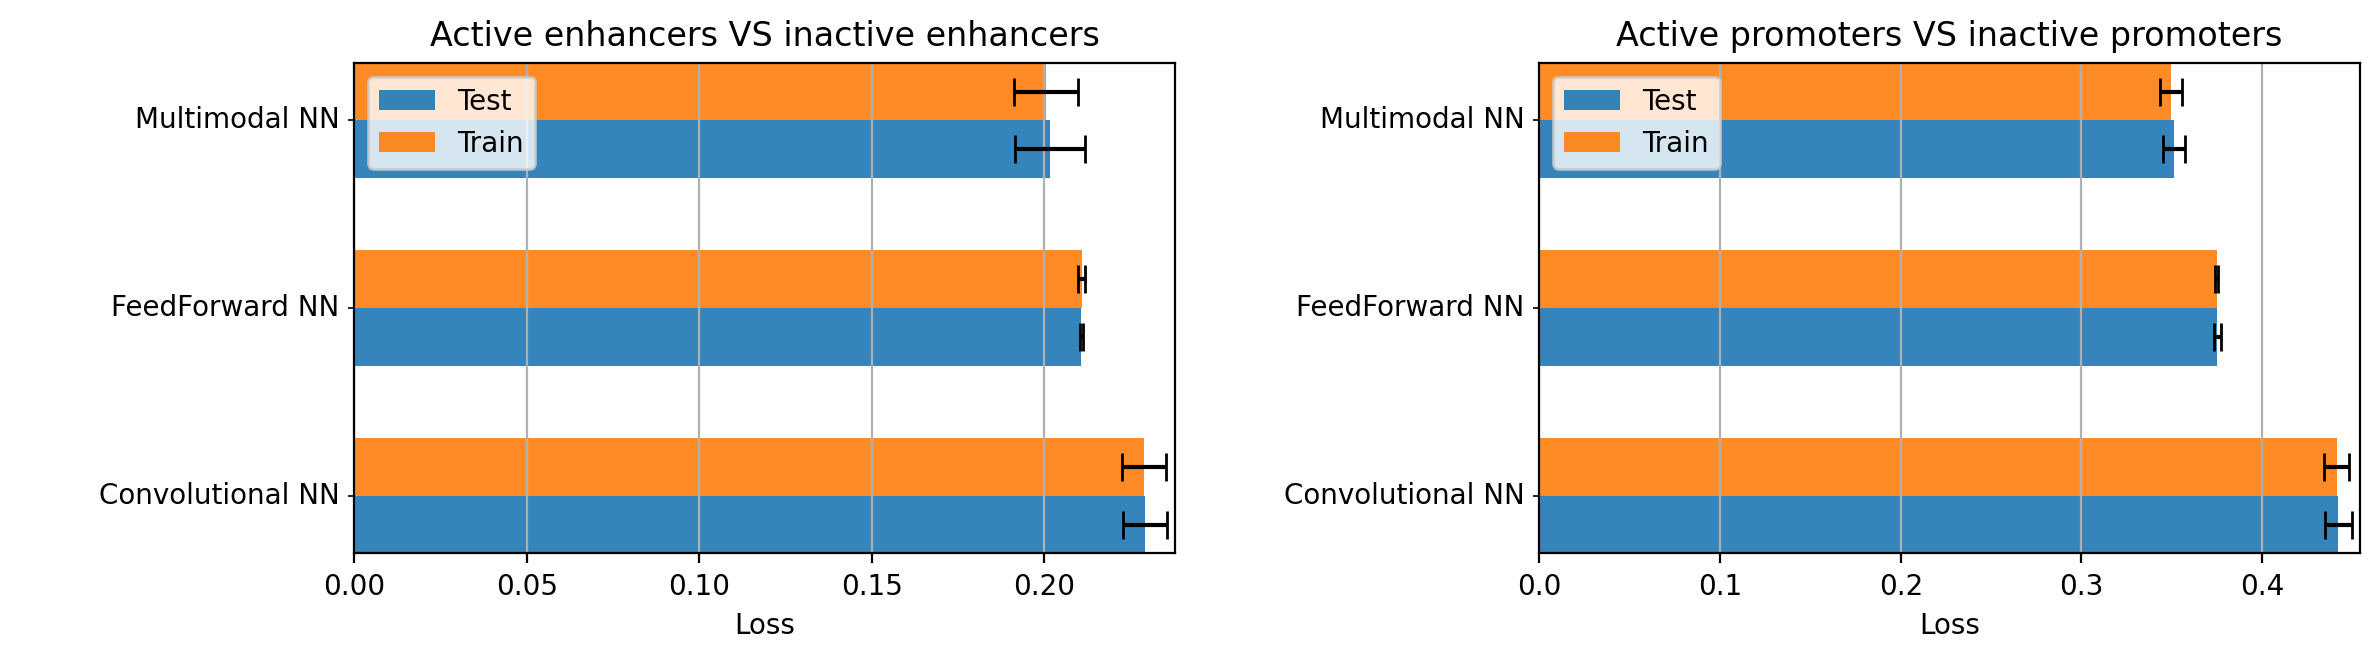 Active enhancers VS inactive enhancers
Test
Train
Multimodal NN
FeedForward NN
Convolutional NN
0.00 0.05 0.10 0.15 0.20
Loss
Active promoters VS inactive promoters
Test
Train
Multimodal NN
FeedForward NN
Convolutional NN
0.0 0.1 0.2 0.3 0.4
Loss